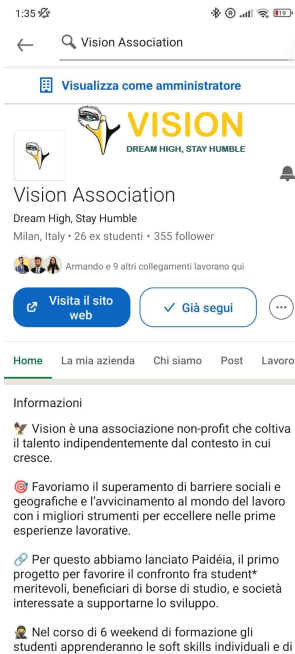 1:35
19
Vision Association
Visualizza come amministratore
VISION
DREAM HIGH, STAY HUMBLE
Vision Association
Dream High, Stay Humble
Milan, Italy • 26 ex studenti • 355 follower
Armando e 9 altri collegamenti lavorano qui
Visita il sito
web
Già segui
Home La mia azienda Chi siamo Post Lavoro
Informazioni
🦅 Vision è una associazione non-profit che coltiva
il talento indipendentemente dal contesto in cui
cresce.
🎯 Favoriamo il superamento di barriere sociali e
geografiche e l’avvicinamento al mondo del lavoro
con i migliori strumenti per eccellere nelle prime
esperienze lavorative.
🔗 Per questo abbiamo lanciato Paidéia, il primo
progetto per favorire il confronto fra student*
meritevoli, beneficiari di borse di studio, e società
interessate a supportarne lo sviluppo.
🥷 Nel corso di 6 weekend di formazione gli
studenti apprenderanno le soft skills individuali e di